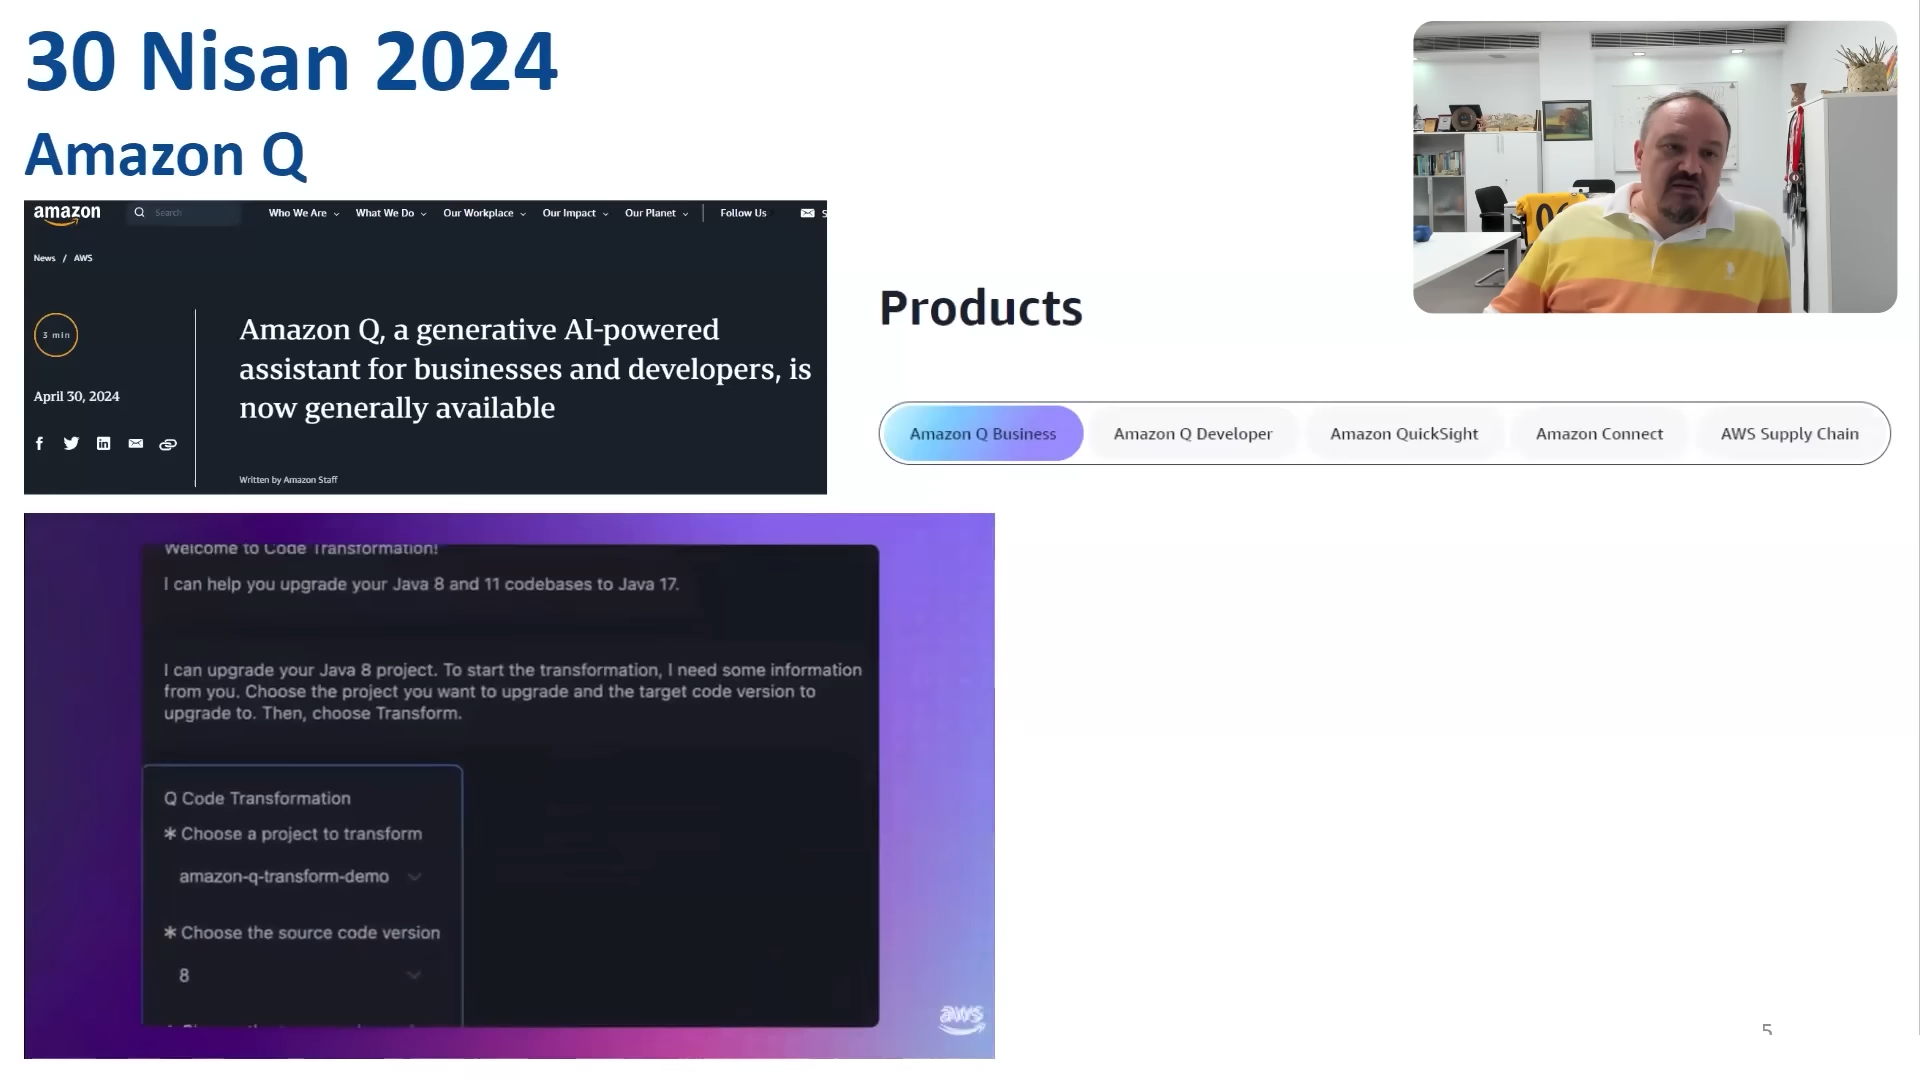 30 Nisan 2024
Amazon Q
amazon
Search
Who We Are
What We Do
Our Workplace
Our Impact
Our Planet
Follow Us
S
News / AWS
3 min
April 30, 2024
Amazon Q, a generative AI-powered
assistant for businesses and developers, is
now generally available
Written by Amazon Staff
Products
Amazon Q Business
Amazon Q Developer
Amazon QuickSight
Amazon Connect
AWS Supply Chain
Welcome to Code Transformation!
I can help you upgrade your Java 8 and 11 codebases to Java 17.
I can upgrade your Java 8 project. To start the transformation, I need some information
from you. Choose the project you want to upgrade and the target code version to
upgrade to. Then, choose Transform.
Q Code Transformation
* Choose a project to transform
amazon-q-transform-demo
* Choose the source code version
8
aws
5